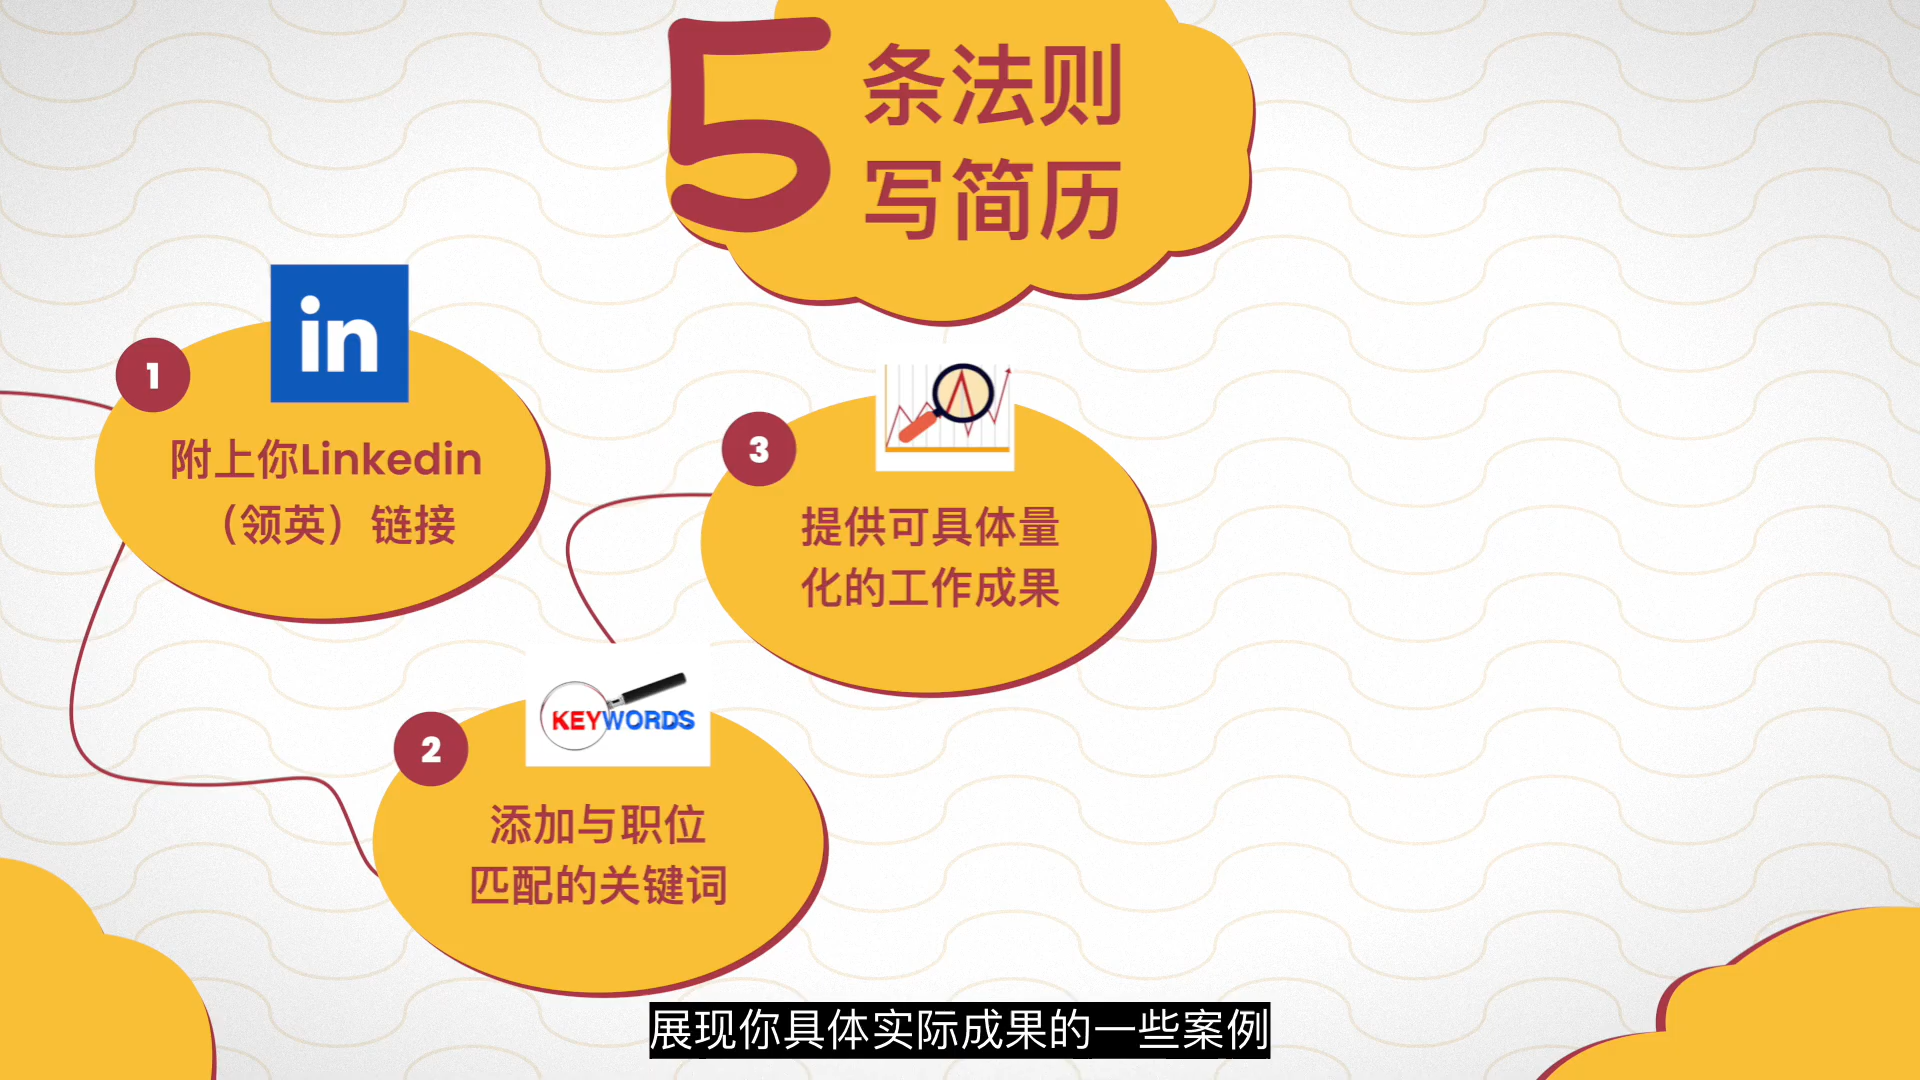 5
条法则
写简历
in
1
附上你Linkedin
（领英）链接
3
提供可具体量
化的工作成果
KEYWORDS
2
添加与职位
匹配的关键词
展现你具体实际成果的一些案例